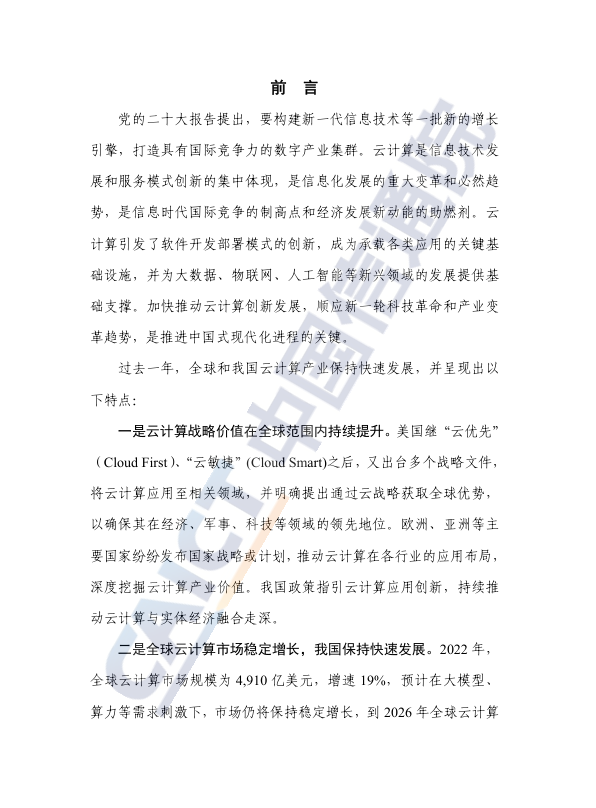 前 言
党的二十大报告提出，要构建新一代信息技术等一批新的增长
引擎，打造具有国际竞争力的数字产业集群。云计算是信息技术发
展和服务模式创新的集中体现，是信息化发展的重大变革和必然趋
势，是信息时代国际竞争的制高点和经济发展新动能的助燃剂。云
计算引发了软件开发部署模式的创新，成为承载各类应用的关键基
础设施，并为大数据、物联网、人工智能等新兴领域的发展提供基
础支撑。加快推动云计算创新发展，顺应新一轮科技革命和产业变
革趋势，是推进中国式现代化进程的关键。
过去一年，全球和我国云计算产业保持快速发展，并呈现出以
下特点：
一是云计算战略价值在全球范围内持续提升。美国继“云优先”
（Cloud First）、“云敏捷”(Cloud Smart)之后，又出台多个战略文件，
将云计算应用至相关领域，并明确提出通过云战略获取全球优势，
以确保其在经济、军事、科技等领域的领先地位。欧洲、亚洲等主
要国家纷纷发布国家战略或计划，推动云计算在各行业的应用布局，
深度挖掘云计算产业价值。我国政策指引云计算应用创新，持续推
动云计算与实体经济融合走深。
二是全球云计算市场稳定增长，我国保持快速发展。2022 年，
全球云计算市场规模为 4,910 亿美元，增速 19%，预计在大模型、
算力等需求刺激下，市场仍将保持稳定增长，到 2026 年全球云计算
CAICT 中国信通院